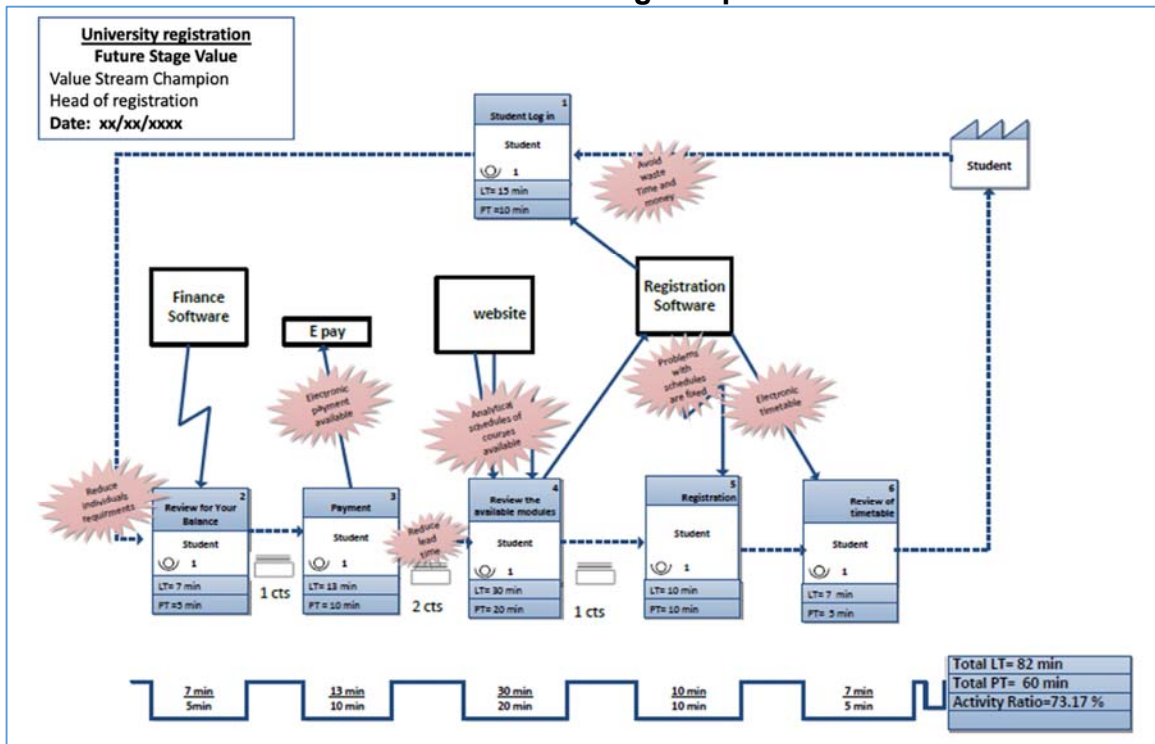 University registration
Future Stage Value
Value Stream Champion
Head of registration
Date: xx/xx/xxxx
1
Student Log in
Student
1
LT= 15 min
PT =10 min
Avoid
waste
Time and
money
Student
Finance
Software
E pay
website
Registration
Software
Electronic
payment
available
Analytical
schedules of
courses
available
Problems
with
schedules
are fixed
Electronic
timetable
Reduce
individuals
requirments
2
Review for Your
Balance
Student
1
LT= 7 min
PT =5 min
1 cts
3
Payment
Student
1
LT= 13 min
PT = 10 min
Reduce
lead
time
2 cts
4
Review the
available modules
Student
1
LT= 30 min
PT= 20 min
1 cts
5
Registration
Student
1
LT= 10 min
PT= 10 min
6
Review of
timetable
Student
1
LT= 7 min
PT= 5 min
7 min
5min
13 min
10 min
30 min
20 min
10 min
10 min
7 min
5 min
Total LT= 82 min
Total PT= 60 min
Activity Ratio=73.17 %